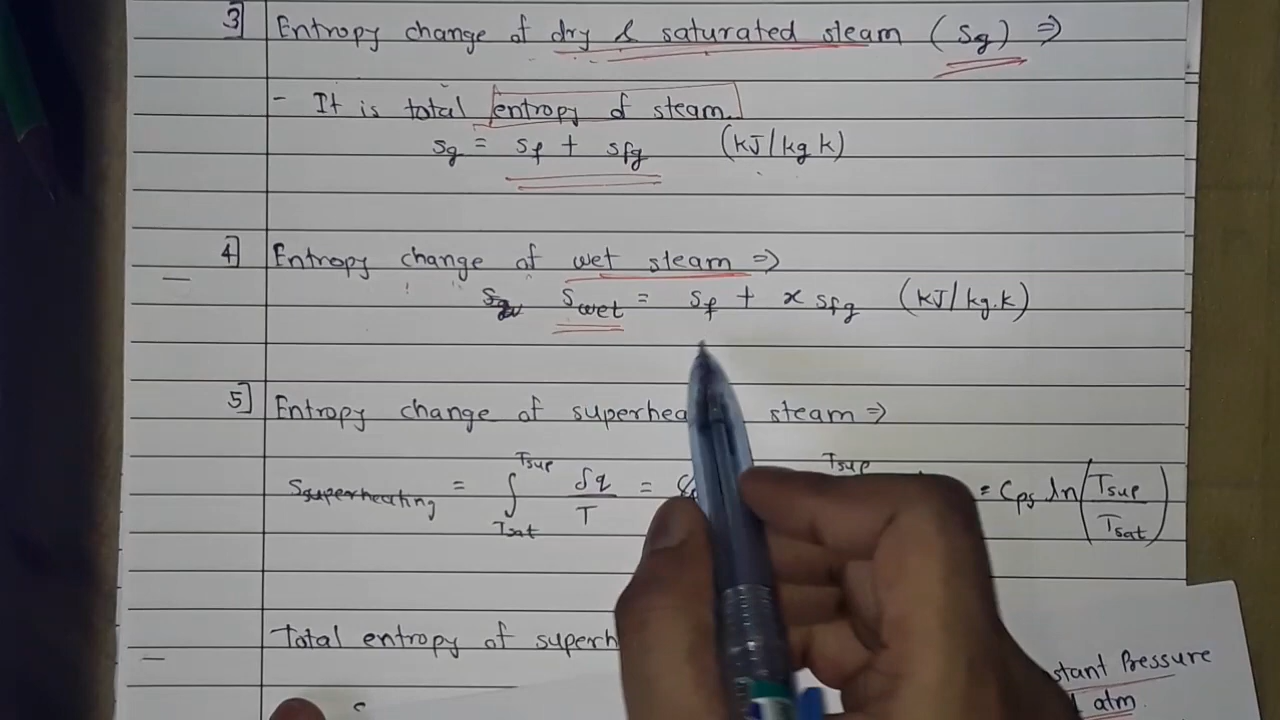 3] Entropy change of dry & saturated steam (Sg) ⇒
- It is total entropy of steam.
Sg = Sf + Sfg (kJ/kg k)
4] Entropy change of wet steam ⇒
Swet = Sf + x Sfg (kJ/kg.k)
5] Entropy change of superhea steam ⇒
Ssuperheating = ∫Tsat^Tsup δq/T = Tsup = Cps ln(Tsup/Tsat)
Total entropy of superh
stant Pressure
atm.